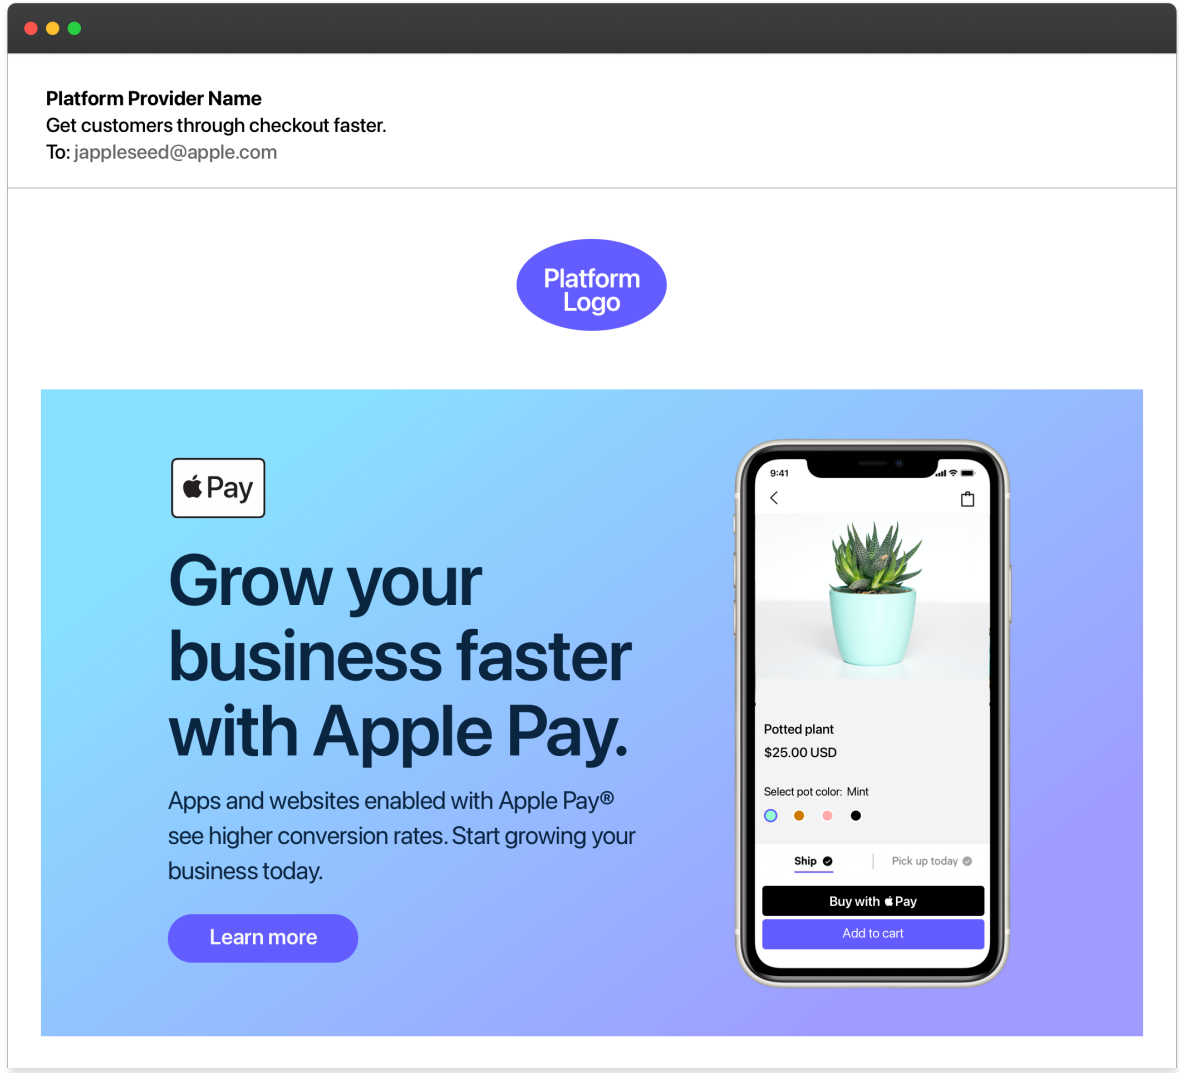 Platform Provider Name
Get customers through checkout faster.
To: jappleseed@apple.com
Platform
Logo
Pay
Grow your
business faster
with Apple Pay.
Apps and websites enabled with Apple Pay®
see higher conversion rates. Start growing your
business today.
Learn more
9:41
Potted plant
$25.00 USD
Select pot color: Mint
Ship
Pick up today
Buy with Pay
Add to cart